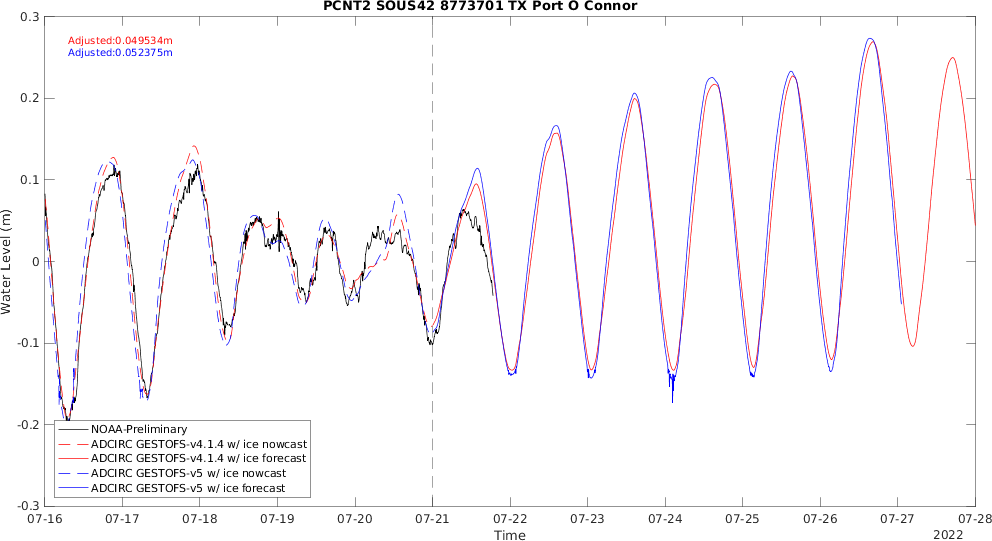 PCNT2 SOUS42 8773701 TX Port O Connor
0.3
Adjusted:0.049534m
Adjusted:0.052375m
0.2
0.1
0
-0.1
-0.2
-0.3
Water Level (m)
NOAA-Preliminary
ADCIRC GESTOFS-v4.1.4 w/ ice nowcast
ADCIRC GESTOFS-v4.1.4 w/ ice forecast
ADCIRC GESTOFS-v5 w/ ice nowcast
ADCIRC GESTOFS-v5 w/ ice forecast
07-16 07-17 07-18 07-19 07-20 07-21 07-22 07-23 07-24 07-25 07-26 07-27 07-28
Time
2022